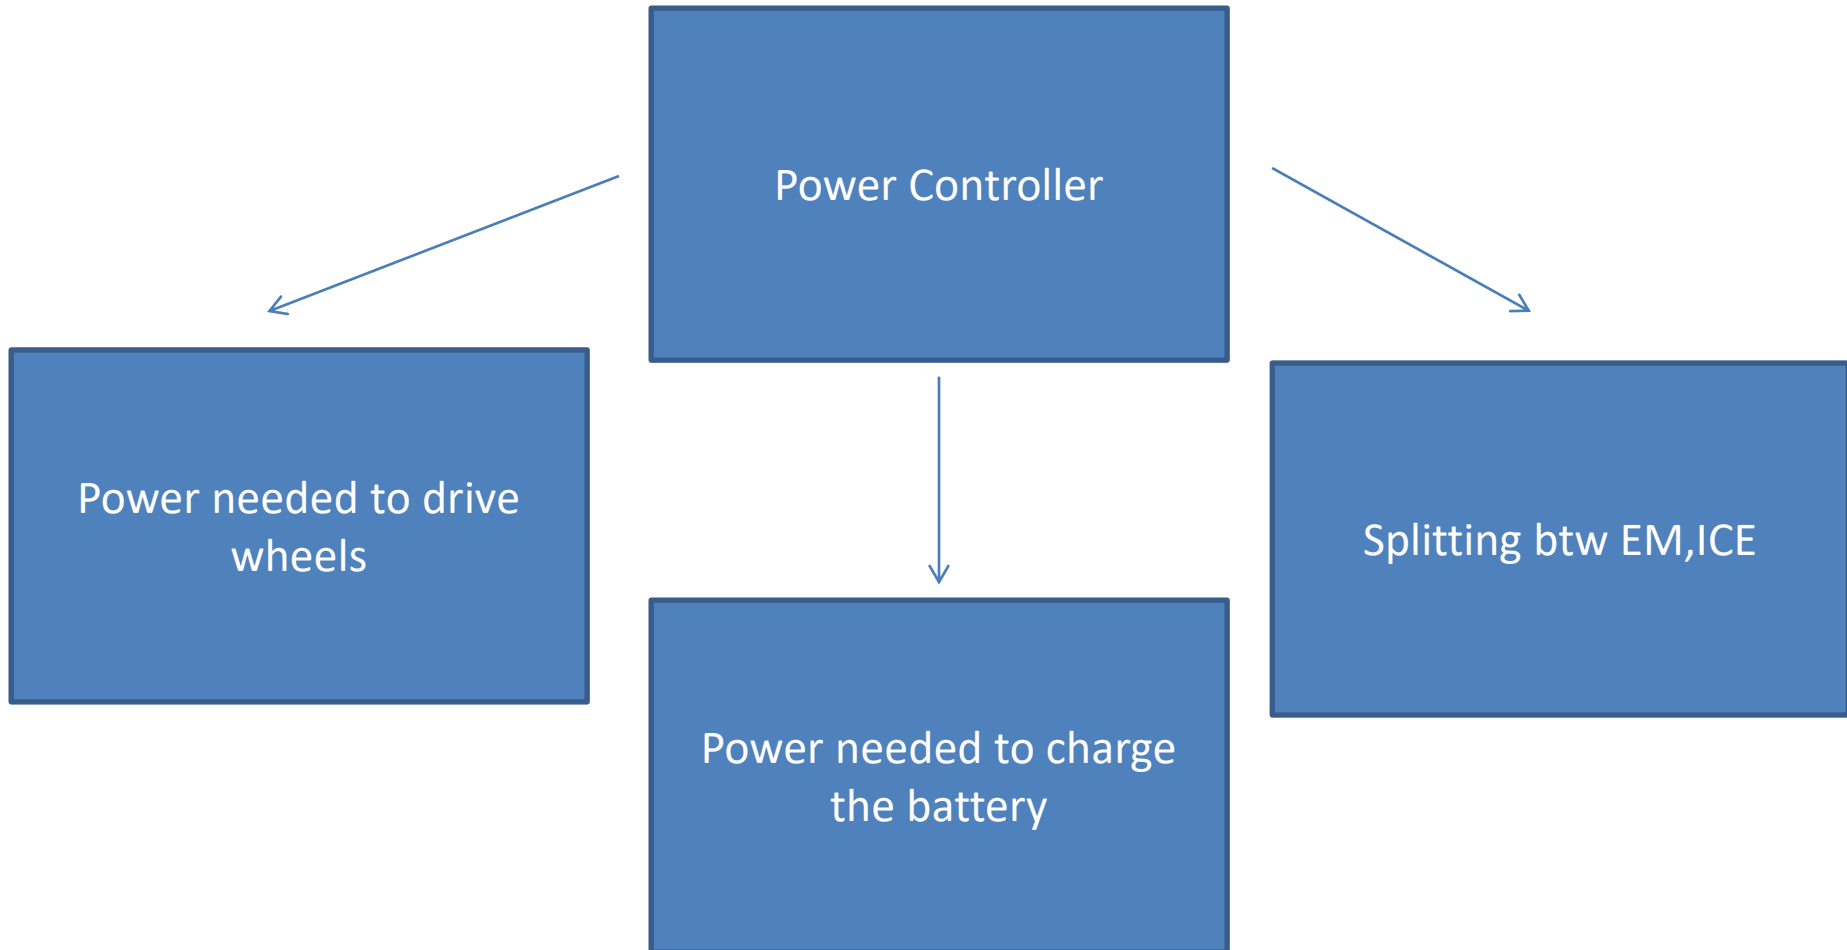 Power Controller
Power needed to drive
wheels
Splitting btw EM,ICE
Power needed to charge
the battery